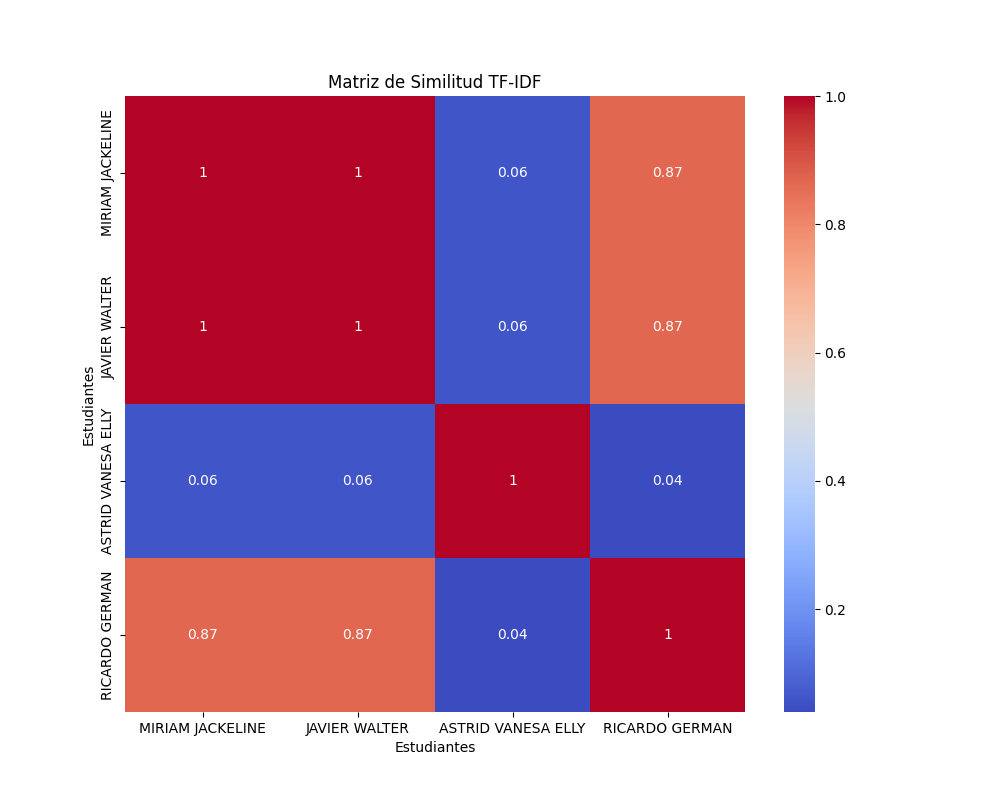 Matriz de Similitud TF-IDF
Estudiantes
MIRIAM JACKELINE
1 1 0.06 0.87
JAVIER WALTER
1 1 0.06 0.87
ASTRID VANESA ELLY
0.06 0.06 1 0.04
RICARDO GERMAN
0.87 0.87 0.04 1
MIRIAM JACKELINE JAVIER WALTER ASTRID VANESA ELLY RICARDO GERMAN
Estudiantes
1.0
0.8
0.6
0.4
0.2